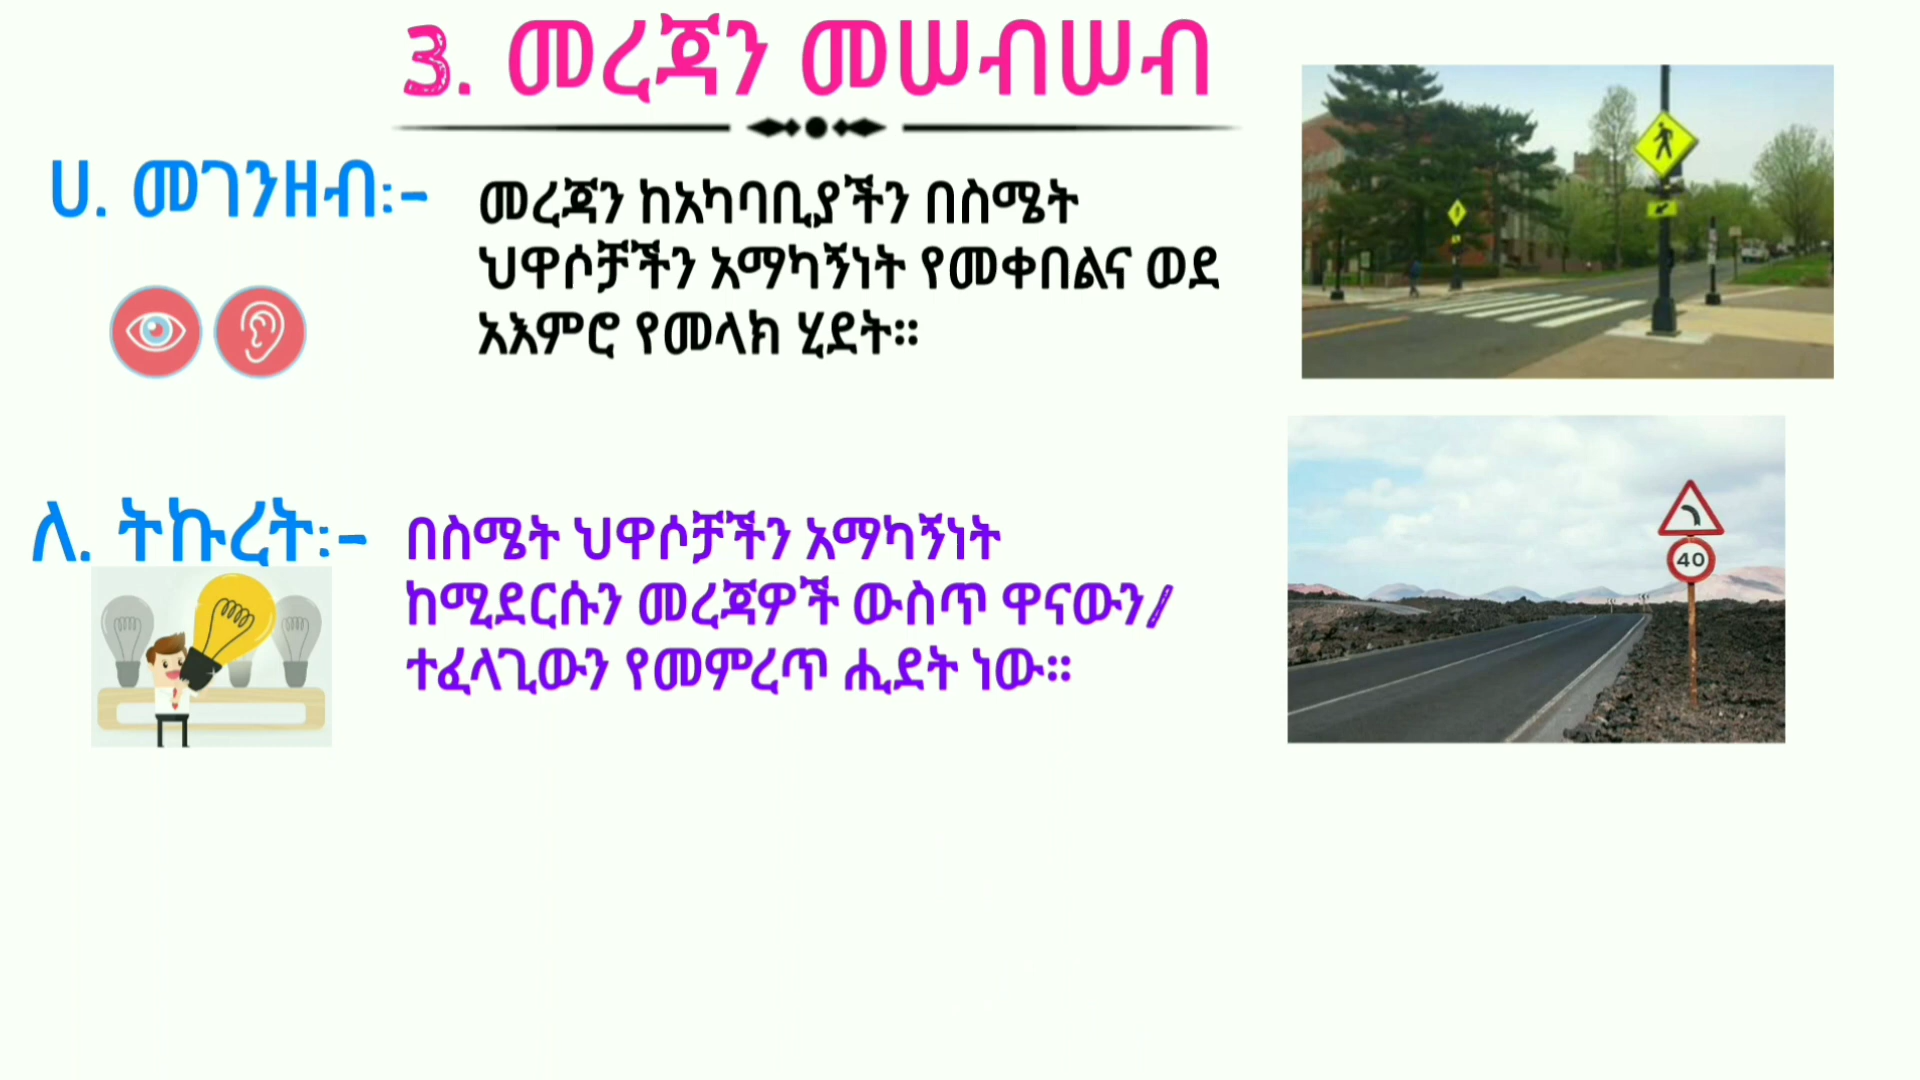 3. መረጃን መሠብሠብ
ሀ. መገንዘብ:-
መረጃን ከአካባቢያችን በስሜት
ህዋሶቻችን አማካኝነት የመቀበልና ወደ
አእምሮ የመላክ ሂደት።
ለ. ትኩረት:-
በስሜት ህዋሶቻችን አማካኝነት
ከሚደርሱን መረጃዎች ውስጥ ዋናውን/
ተፈላጊውን የመምረጥ ሒደት ነው።
40